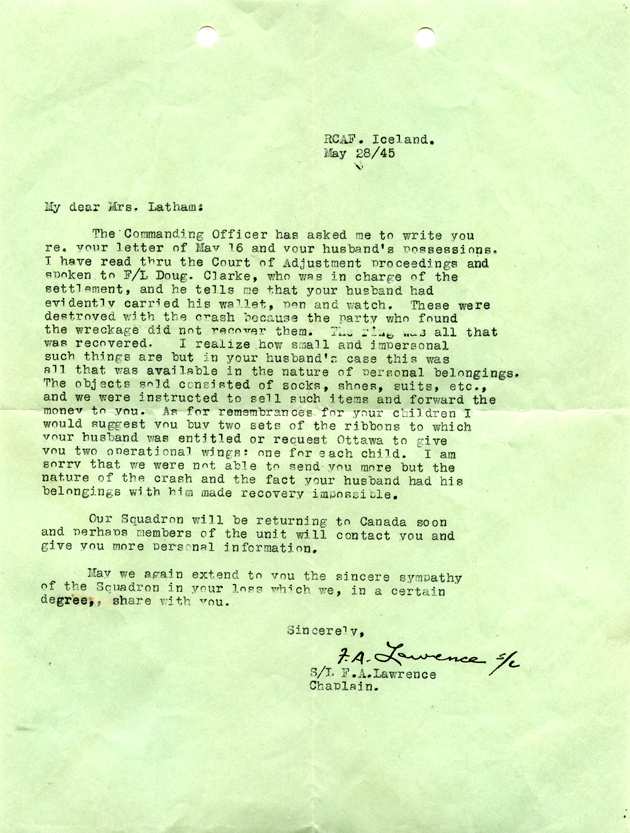 RCAF. Iceland.
May 28/45
My dear Mrs. Latham:
The Commanding Officer has asked me to write you
re. your letter of May 16 and your husband's possessions.
I have read thru the Court of Adjustment proceedings and
spoken to F/L Doug. Clarke, who was in charge of the
settlement, and he tells me that your husband had
evidently carried his wallet, pen and watch. These were
destroyed with the crash because the party who found
the wreckage did not recover them. The ring was all that
was recovered. I realize how small and impersonal
such things are but in your husband's case this was
all that was available in the nature of personal belongings.
The objects sold consisted of socks, shoes, suits, etc.,
and we were instructed to sell such items and forward the
money to you. As for remembrances for your children I
would suggest you buy two sets of the ribbons to which
your husband was entitled or request Ottawa to give
you two operational wings: one for each child. I am
sorry that we were not able to send you more but the
nature of the crash and the fact your husband had his
belongings with him made recovery impossible.
Our Squadron will be returning to Canada soon
and perhaps members of the unit will contact you and
give you more personal information.
May we again extend to you the sincere sympathy
of the Squadron in your loss which we, in a certain
degree,, share with you.
Sincerely,
F.A. Lawrence S/L
S/L F.A.Lawrence
Chaplain.